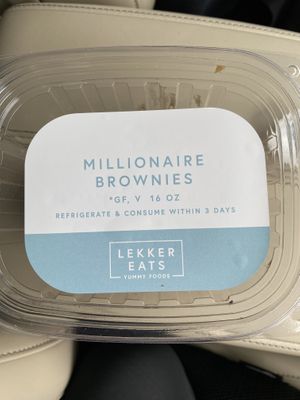 MILLIONAIRE
BROWNIES
*GF, V 16 OZ
REFRIGERATE & CONSUME WITHIN 3 DAYS
LEKKER
EATS
YUMMY FOODS